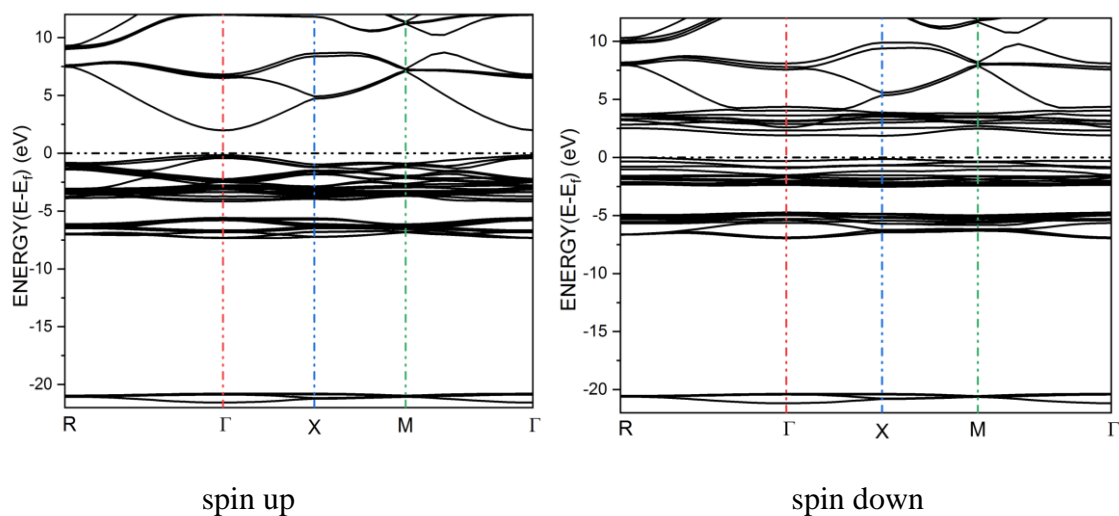 ENERGY(E-Ef) (eV)
10
5
0
-5
-10
-15
-20
R Γ X M Γ
ENERGY(E-Ef) (eV)
10
5
0
-5
-10
-15
-20
R Γ X M Γ
spin up
spin down